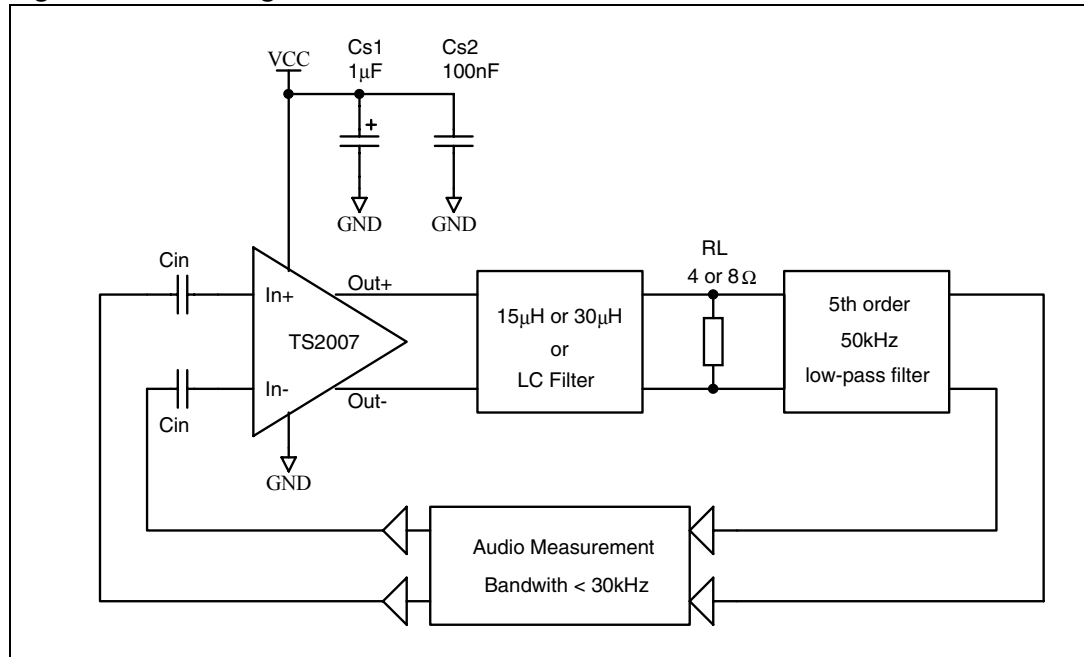 Cs1
1μF
Cs2
100nF
VCC
+
GND
GND
Cin
In+
Out+
TS2007
In-
Out-
Cin
GND
15μH or 30μH
or
LC Filter
RL
4 or 8Ω
5th order
50kHz
low-pass filter
Audio Measurement
Bandwith < 30kHz